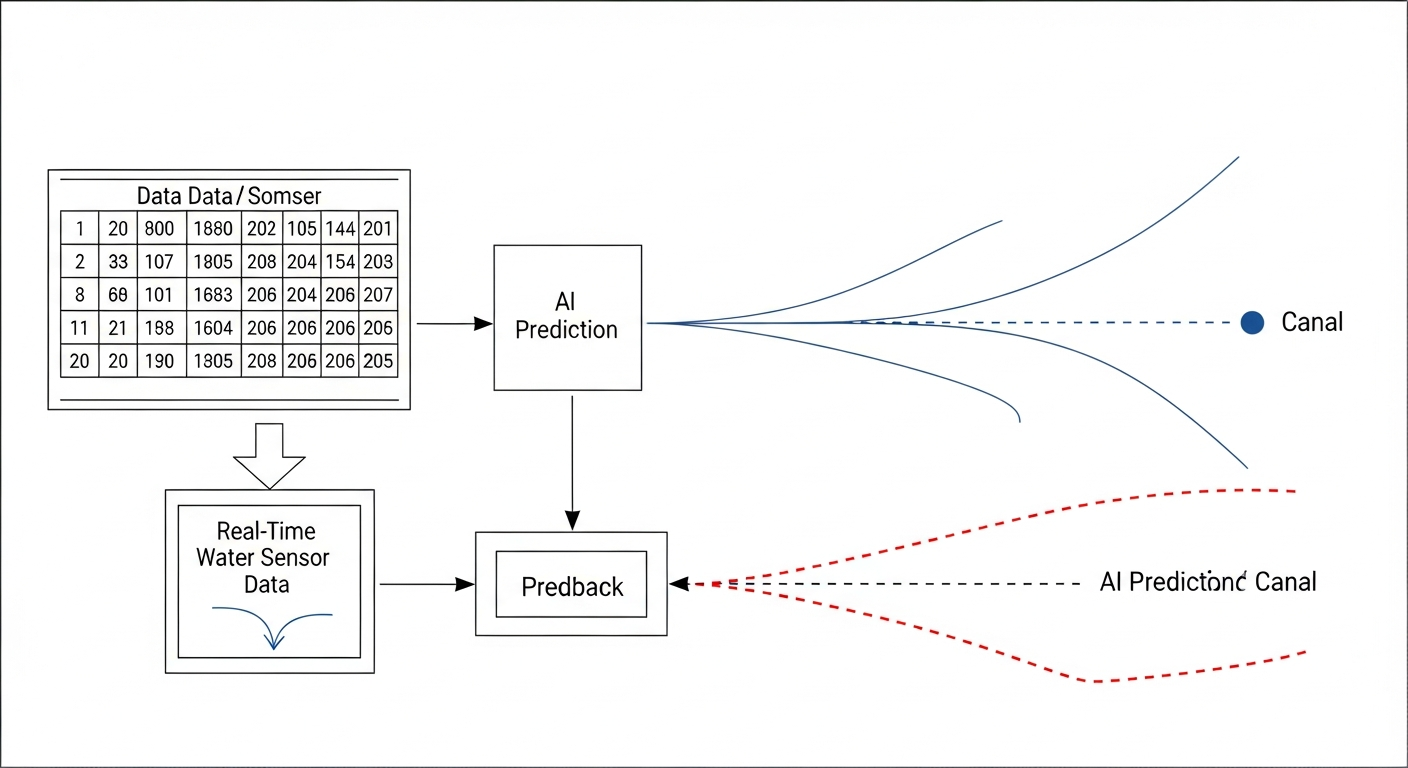 Data Data / Somser
1 20 800 1880 202 105 144 201
2 33 107 1805 208 204 154 203
8 60 101 1683 206 204 206 207
11 21 188 1604 206 206 206 206
20 20 190 1805 208 206 206 205
AI
Prediction
Canal
Real-Time
Water Sensor
Data
Predback
AI Canal